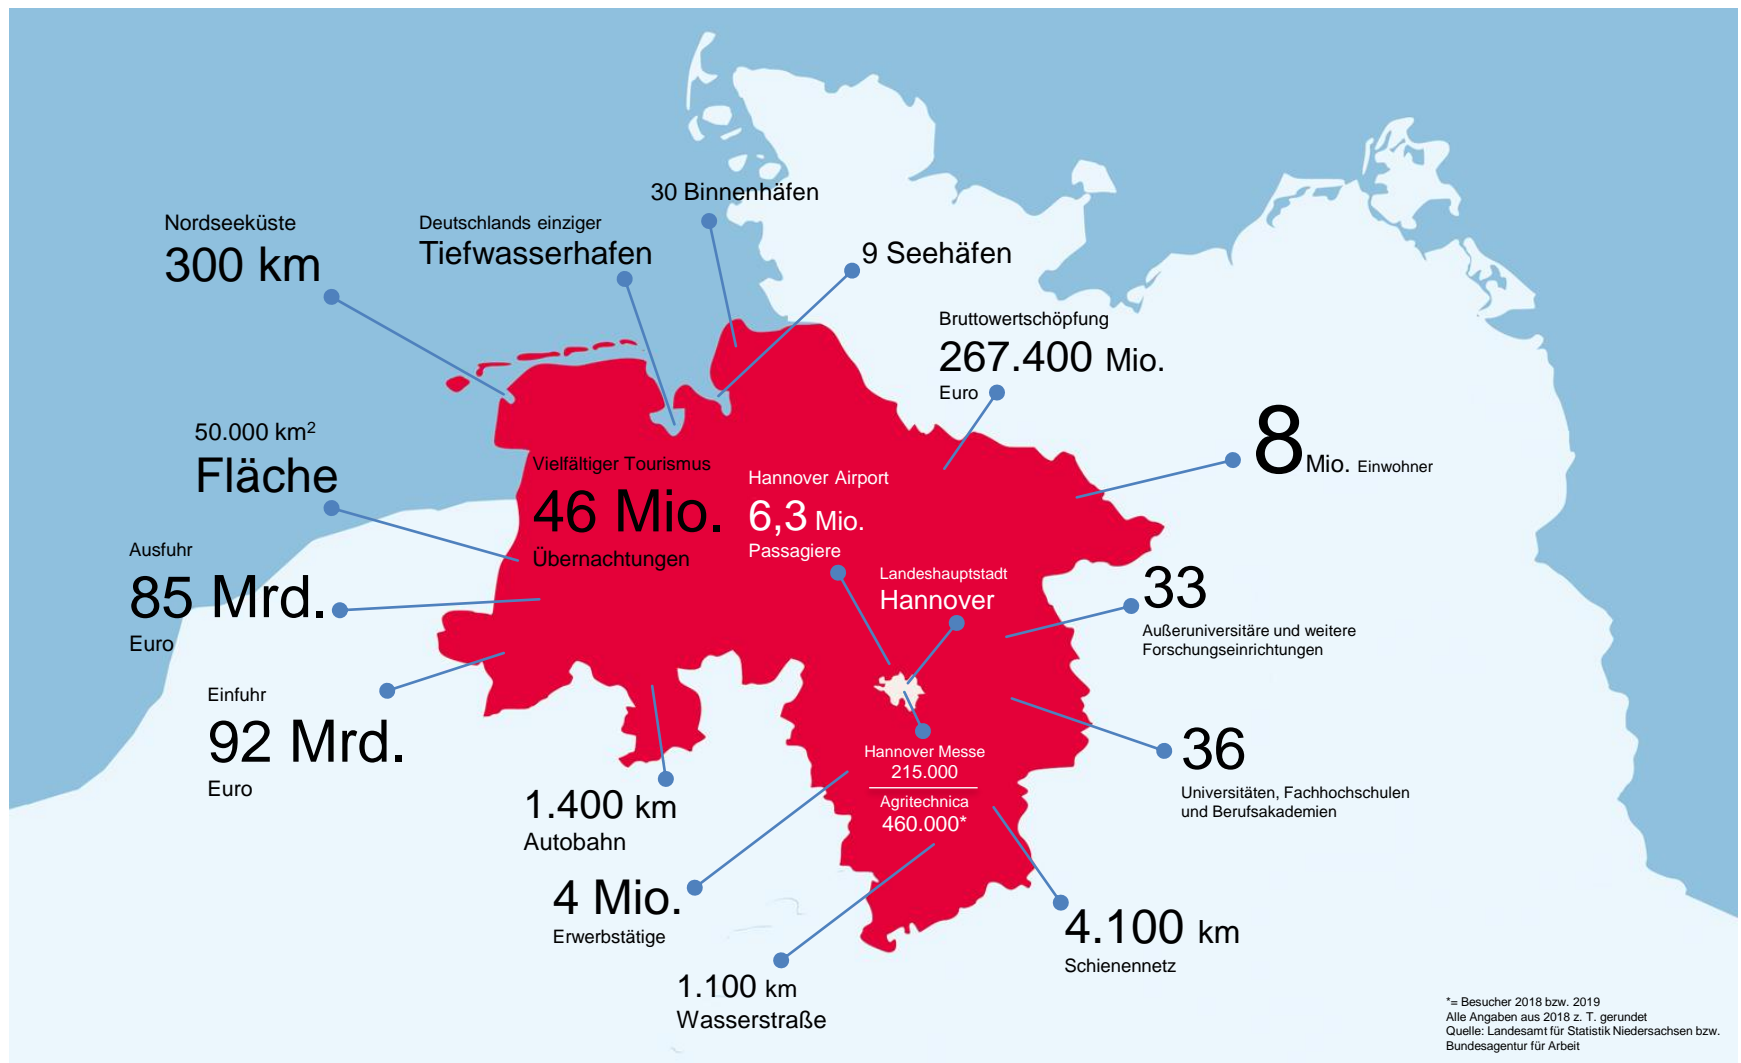 30 Binnenhäfen
Nordseeküste
300 km
Deutschlands einziger
Tiefwasserhafen
9 Seehäfen
Bruttowertschöpfung
267.400 Mio.
Euro
50.000 km²
Fläche
8 Mio. Einwohner
Vielfältiger Tourismus
46 Mio.
Übernachtungen
Hannover Airport
6,3 Mio.
Passagiere
Ausfuhr
85 Mrd.
Euro
Landeshauptstadt
Hannover
33
Außeruniversitäre und weitere
Forschungseinrichtungen
Einfuhr
92 Mrd.
Euro
Hannover Messe
215.000
Agritechnica
460.000*
36
Universitäten, Fachhochschulen
und Berufsakademien
1.400 km
Autobahn
4 Mio.
Erwerbstätige
4.100 km
Schienennetz
1.100 km
Wasserstraße
*= Besucher 2018 bzw. 2019
Alle Angaben aus 2018 z. T. gerundet
Quelle: Landesamt für Statistik Niedersachsen bzw.
Bundesagentur für Arbeit